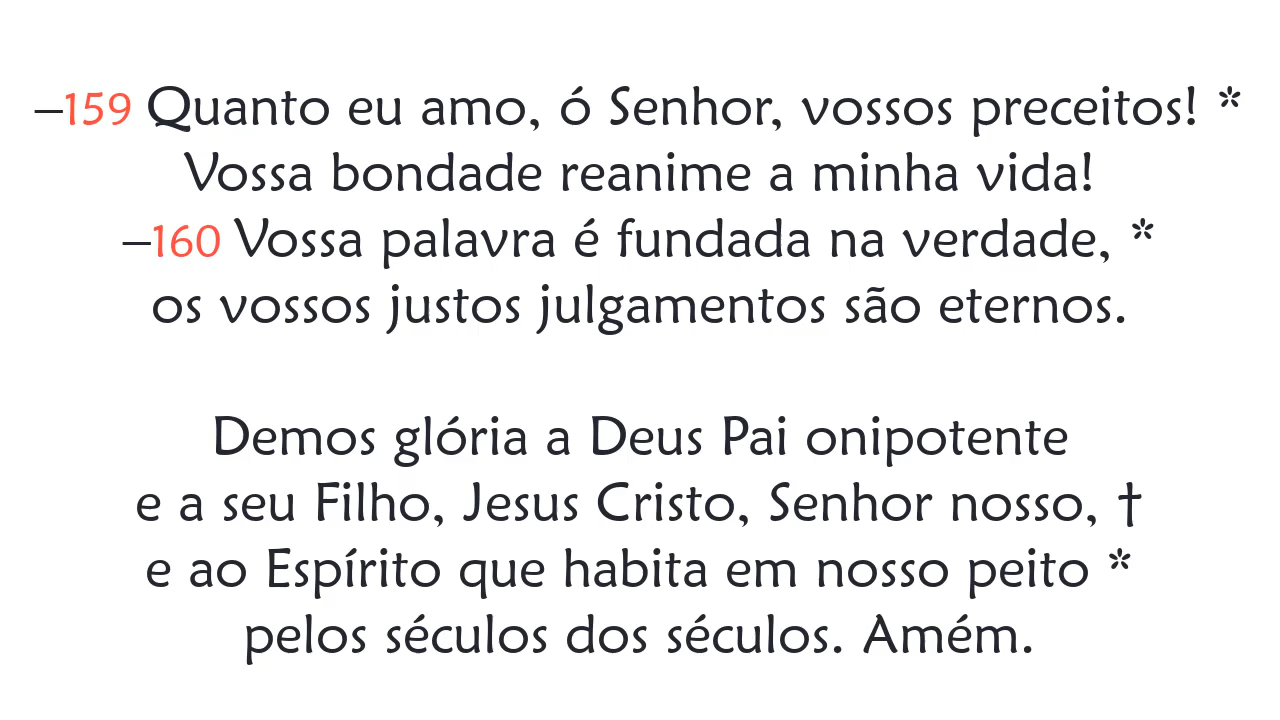 –159 Quanto eu amo, ó Senhor, vossos preceitos! *
Vossa bondade reanime a minha vida!
–160 Vossa palavra é fundada na verdade, *
os vossos justos julgamentos são eternos.
Demos glória a Deus Pai onipotente
e a seu Filho, Jesus Cristo, Senhor nosso, †
e ao Espírito que habita em nosso peito *
pelos séculos dos séculos. Amém.